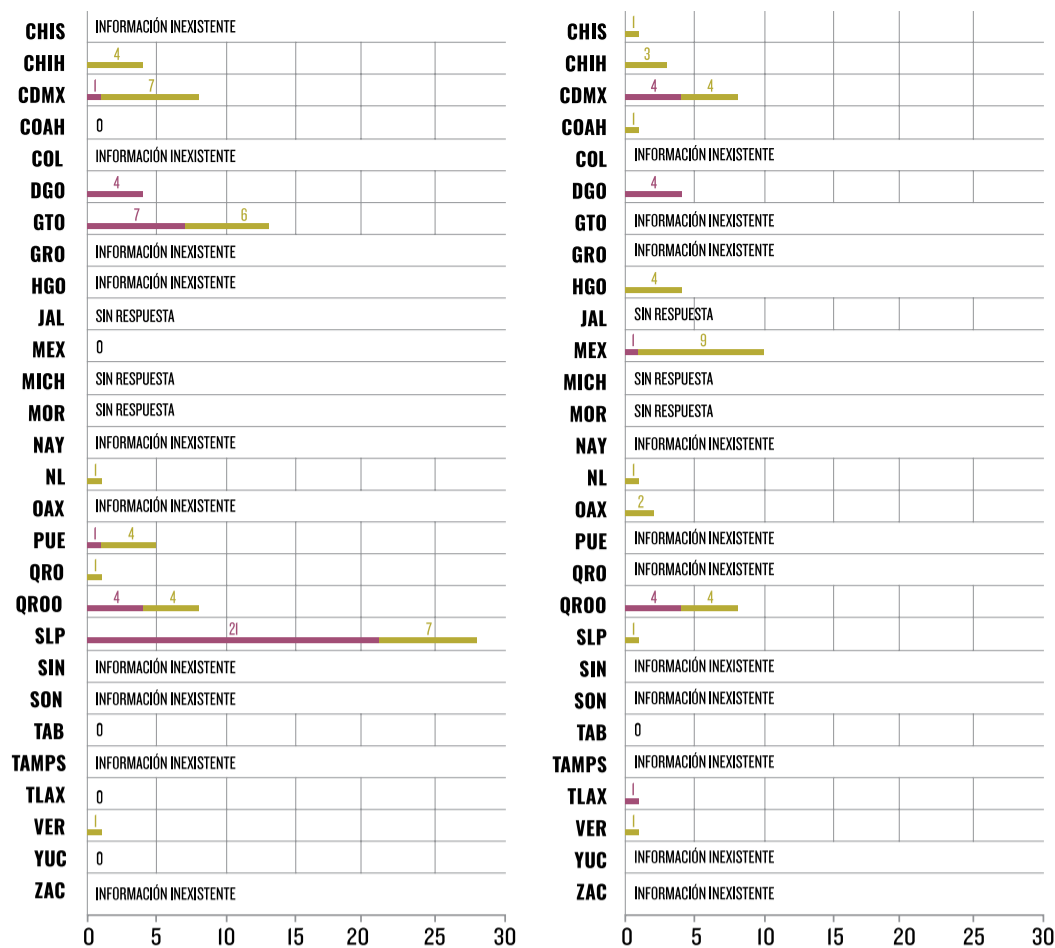 CHIS INFORMACIÓN INEXISTENTE
CHIH 4
CDMX 1 7
COAH 0
COL INFORMACIÓN INEXISTENTE
DGO 4
GTO 7 6
GRO INFORMACIÓN INEXISTENTE
HGO INFORMACIÓN INEXISTENTE
JAL SIN RESPUESTA
MEX 0
MICH SIN RESPUESTA
MOR SIN RESPUESTA
NAY INFORMACIÓN INEXISTENTE
NL 1
OAX INFORMACIÓN INEXISTENTE
PUE 1 4
QRO 1
QROO 4 4
SLP 21 7
SIN INFORMACIÓN INEXISTENTE
SON INFORMACIÓN INEXISTENTE
TAB 0
TAMPS INFORMACIÓN INEXISTENTE
TLAX 0
VER 1
YUC 0
ZAC INFORMACIÓN INEXISTENTE
0 5 10 15 20 25 30
CHIS 1
CHIH 3
CDMX 4 4
COAH 1
COL INFORMACIÓN INEXISTENTE
DGO 4
GTO INFORMACIÓN INEXISTENTE
GRO INFORMACIÓN INEXISTENTE
HGO 4
JAL SIN RESPUESTA
MEX 1 9
MICH SIN RESPUESTA
MOR SIN RESPUESTA
NAY INFORMACIÓN INEXISTENTE
NL 1
OAX 2
PUE INFORMACIÓN INEXISTENTE
QRO INFORMACIÓN INEXISTENTE
QROO 4 4
SLP 1
SIN INFORMACIÓN INEXISTENTE
SON INFORMACIÓN INEXISTENTE
TAB 0
TAMPS INFORMACIÓN INEXISTENTE
TLAX 1
VER 1
YUC INFORMACIÓN INEXISTENTE
ZAC INFORMACIÓN INEXISTENTE
0 5 10 15 20 25 30